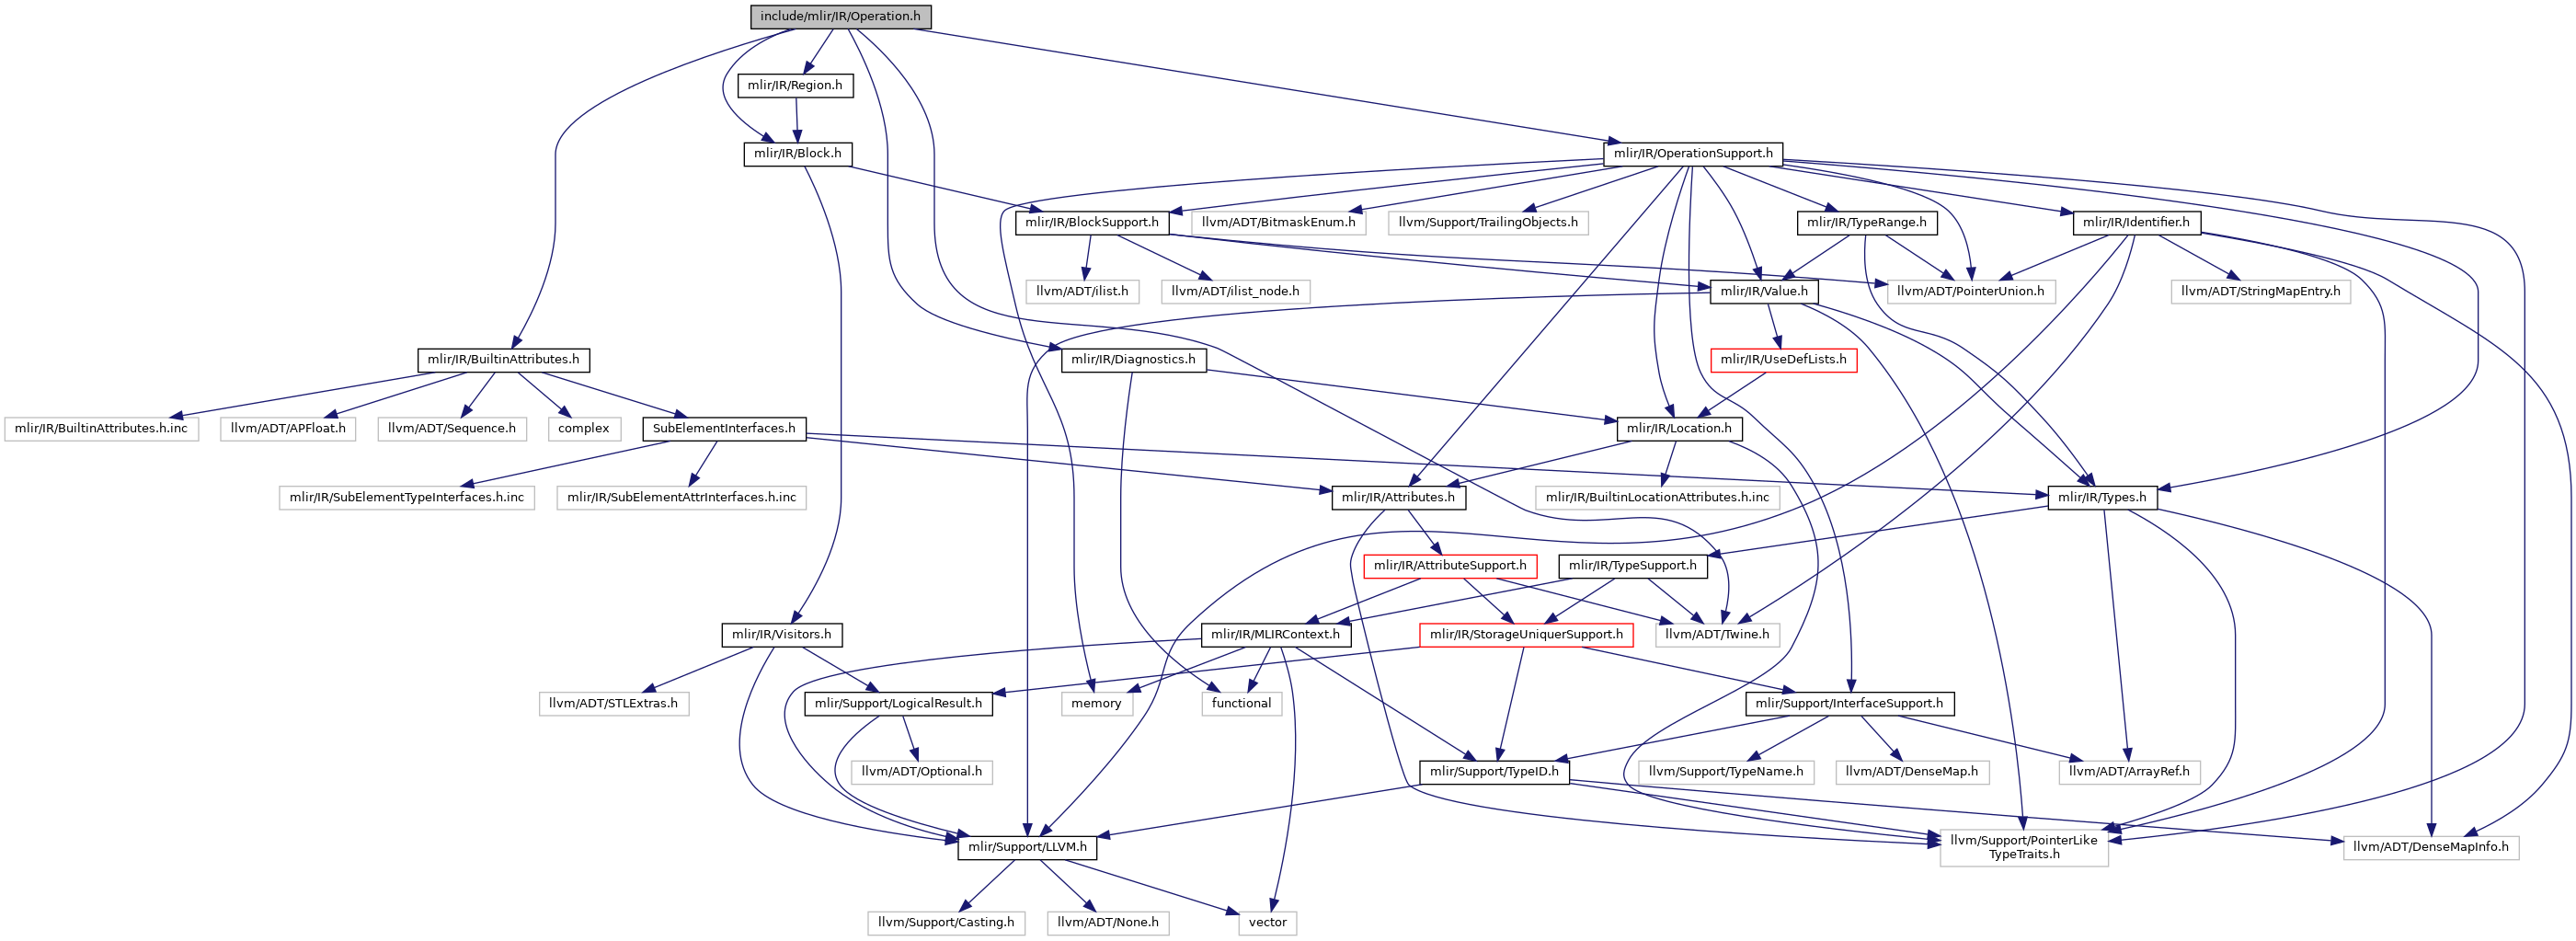 include/mlir/IR/Operation.h
mlir/IR/Region.h
mlir/IR/Block.h
mlir/IR/OperationSupport.h
mlir/IR/BlockSupport.h
llvm/ADT/BitmaskEnum.h
llvm/Support/TrailingObjects.h
mlir/IR/TypeRange.h
mlir/IR/Identifier.h
llvm/ADT/ilist.h
llvm/ADT/ilist_node.h
mlir/IR/Value.h
llvm/ADT/PointerUnion.h
llvm/ADT/StringMapEntry.h
mlir/IR/BuiltinAttributes.h
mlir/IR/Diagnostics.h
mlir/IR/UseDefLists.h
mlir/IR/BuiltinAttributes.h.inc
llvm/ADT/APFloat.h
llvm/ADT/Sequence.h
complex
SubElementInterfaces.h
mlir/IR/Location.h
mlir/IR/SubElementTypeInterfaces.h.inc
mlir/IR/SubElementAttrInterfaces.h.inc
mlir/IR/Attributes.h
mlir/IR/BuiltinLocationAttributes.h.inc
mlir/IR/Types.h
mlir/IR/AttributeSupport.h
mlir/IR/TypeSupport.h
mlir/IR/Visitors.h
mlir/IR/MLIRContext.h
mlir/IR/StorageUniquerSupport.h
llvm/ADT/Twine.h
llvm/ADT/STLExtras.h
mlir/Support/LogicalResult.h
memory
functional
mlir/Support/InterfaceSupport.h
llvm/ADT/Optional.h
mlir/Support/TypeID.h
llvm/Support/TypeName.h
llvm/ADT/DenseMap.h
llvm/ADT/ArrayRef.h
mlir/Support/LLVM.h
llvm/Support/PointerLike
TypeTraits.h
llvm/ADT/DenseMapInfo.h
llvm/Support/Casting.h
llvm/ADT/None.h
vector